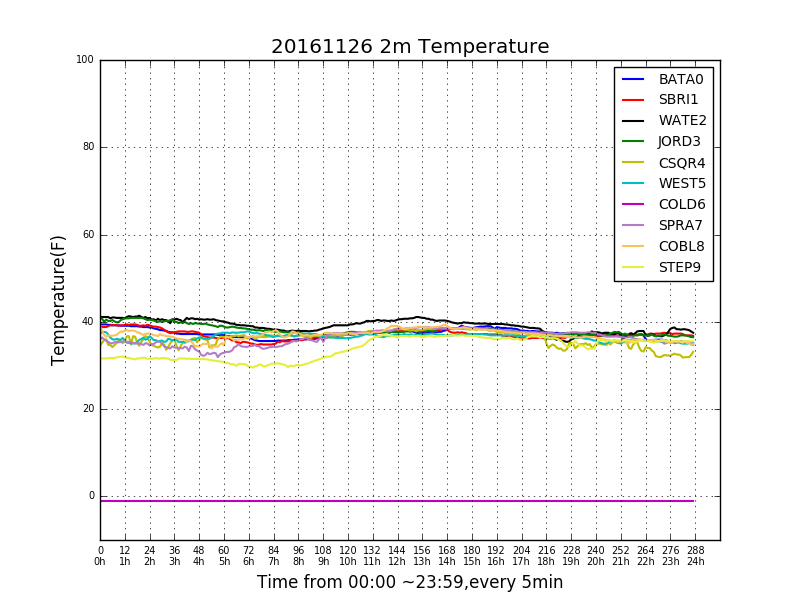 20161126 2m Temperature
100
80
60
40
20
0
Temperature(F)
BATA0
SBRI1
WATE2
JORD3
CSQR4
WEST5
COLD6
SPRA7
COBL8
STEP9
0 12 24 36 48 60 72 84 96 108 120 132 144 156 168 180 192 204 216 228 240 252 264 276 288
0h 1h 2h 3h 4h 5h 6h 7h 8h 9h 10h 11h 12h 13h 14h 15h 16h 17h 18h 19h 20h 21h 22h 23h 24h
Time from 00:00 ~23:59,every 5min